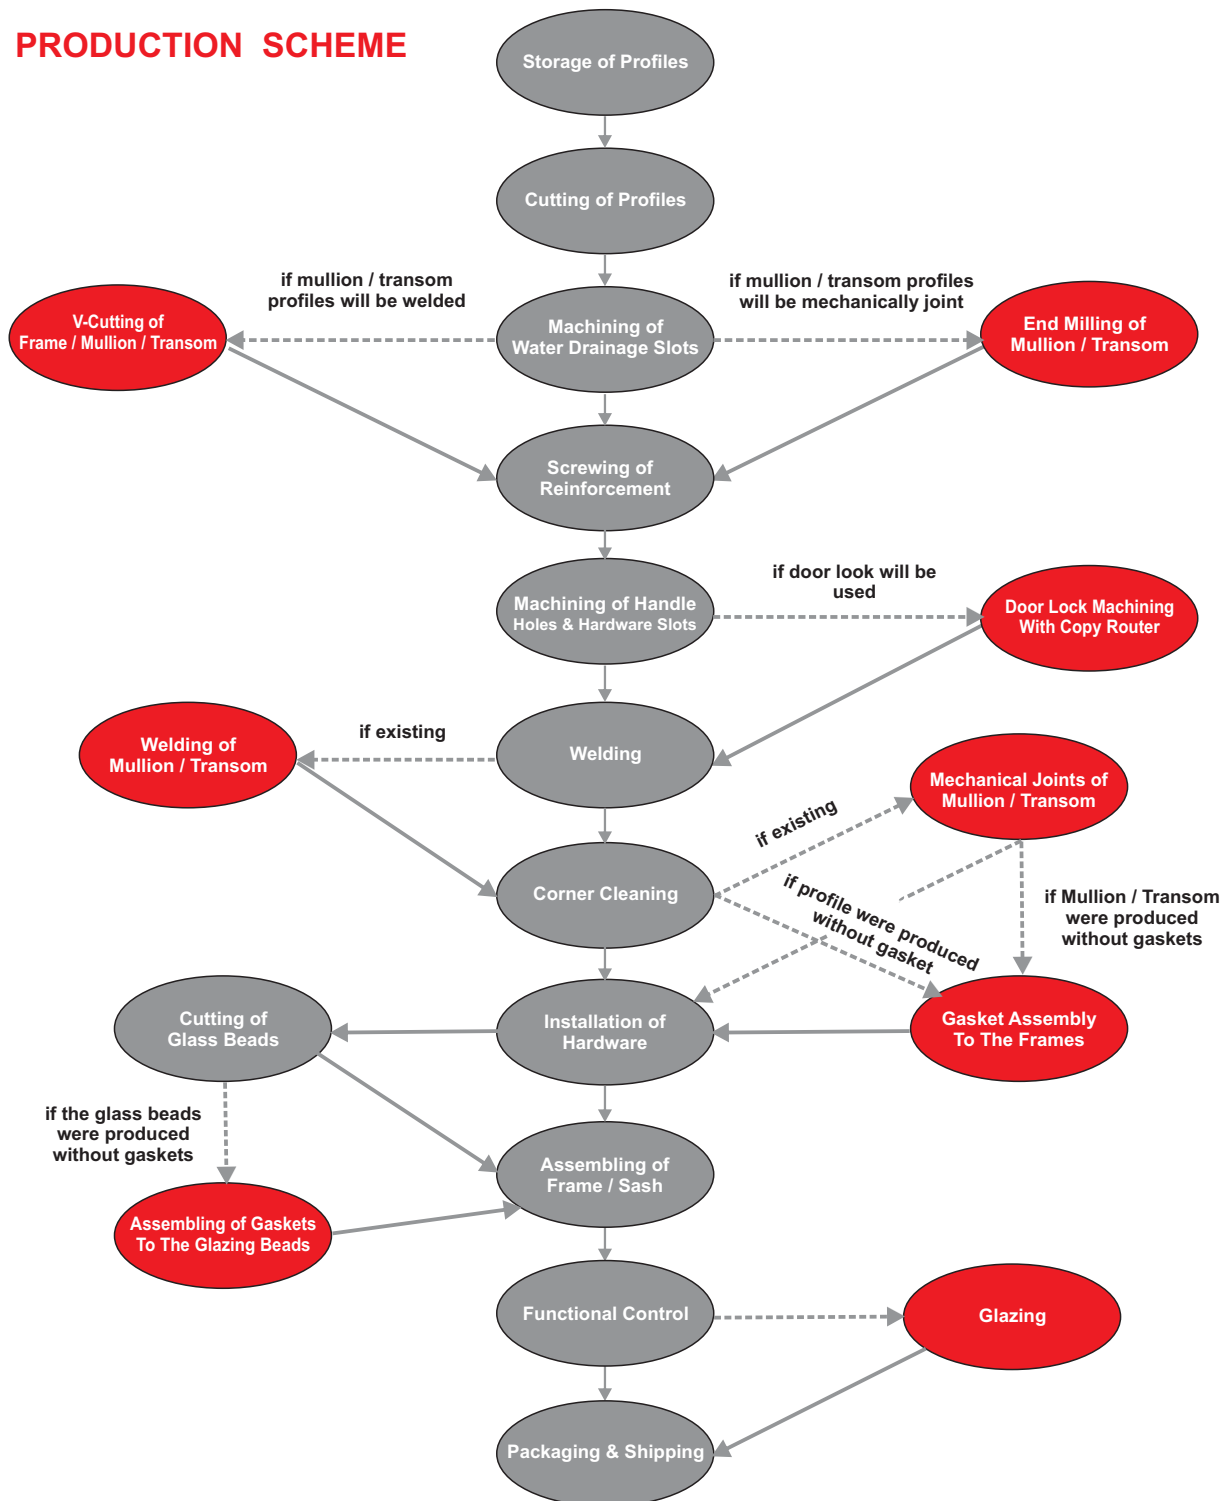 PRODUCTION SCHEME
Storage of Profiles
Cutting of Profiles
if mullion / transom
profiles will be welded
if mullion / transom profiles
will be mechanically joint
V-Cutting of
Frame / Mullion / Transom
Machining of
Water Drainage Slots
End Milling of
Mullion / Transom
Screwing of
Reinforcement
if door look will be
used
Machining of Handle
Holes & Hardware Slots
Door Lock Machining
With Copy Router
Welding of
Mullion / Transom
if existing
Welding
Mechanical Joints of
Mullion / Transom
if existing
Corner Cleaning
if profile were produced
without gasket
if Mullion / Transom
were produced
without gaskets
Cutting of
Glass Beads
Installation of
Hardware
Gasket Assembly
To The Frames
if the glass beads
were produced
without gaskets
Assembling of
Frame / Sash
Assembling of Gaskets
To The Glazing Beads
Functional Control
Glazing
Packaging & Shipping